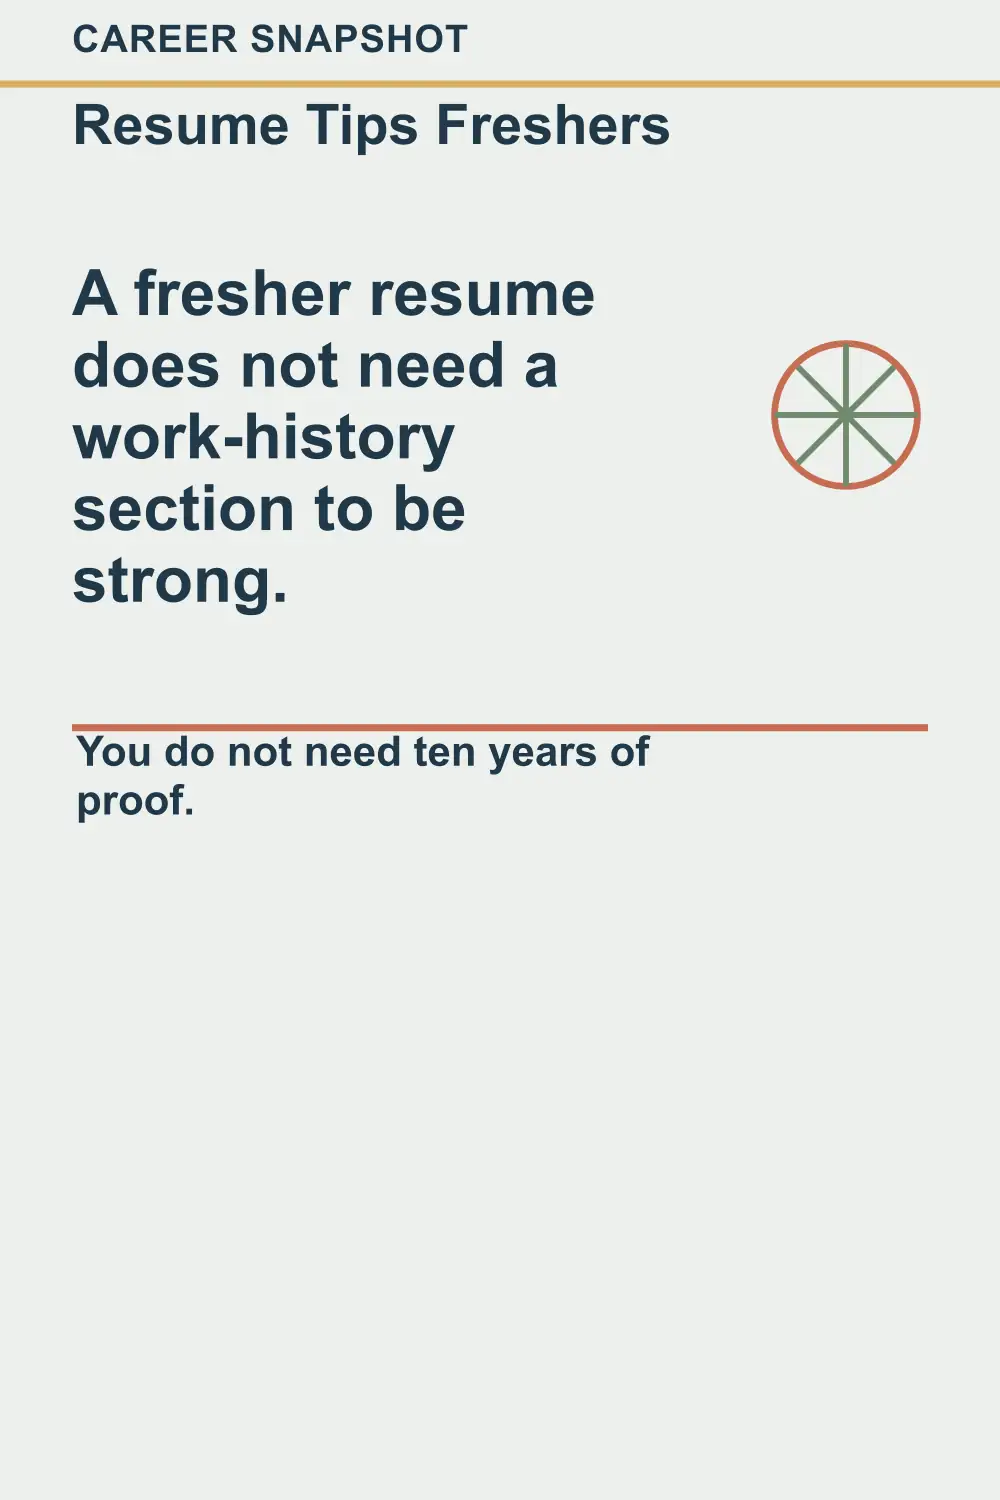 CAREER SNAPSHOT
Resume Tips Freshers
A fresher resume
does not need a
work-history
section to be
strong.
You do not need ten years of
proof.